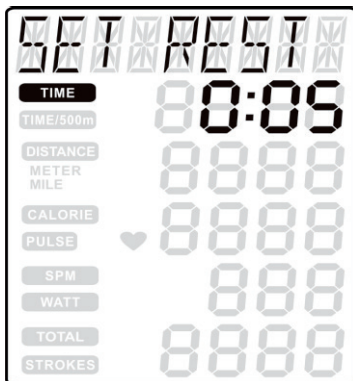 SET REST
TIME 0:05
TIME/500m
DISTANCE
METER
MILE
CALORIE
PULSE
SPM
WATT
TOTAL
STROKES